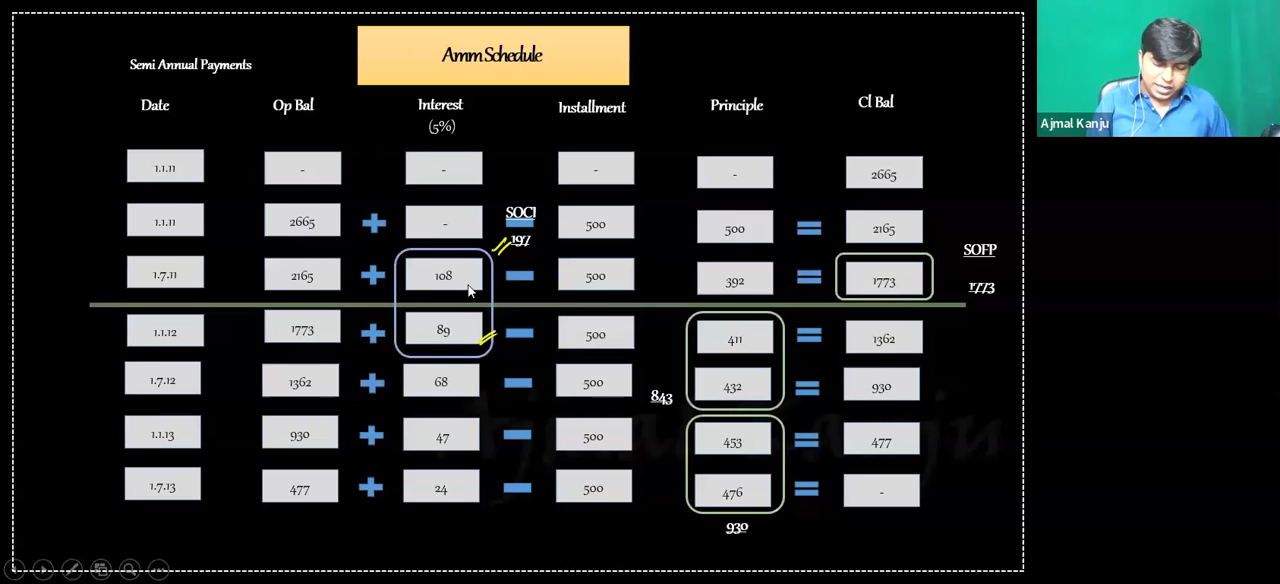 Amm Schedule
Semi Annual Payments
Date Op Bal Interest Installment Principle Cl Bal
(5%)
1.1.11 - - - - 2665
1.1.11 2665 + - - 500 500 = 2165
SOCI
197
1.7.11 2165 + 108 - 500 392 = 1773
SOFP
1773
1.1.12 1773 + 89 - 500 411 = 1362
1.7.12 1362 + 68 - 500 432 = 930
843
1.1.13 930 + 47 - 500 453 = 477
1.7.13 477 + 24 - 500 476 = -
930
Ajmal Kanju
Ajmal Kanju